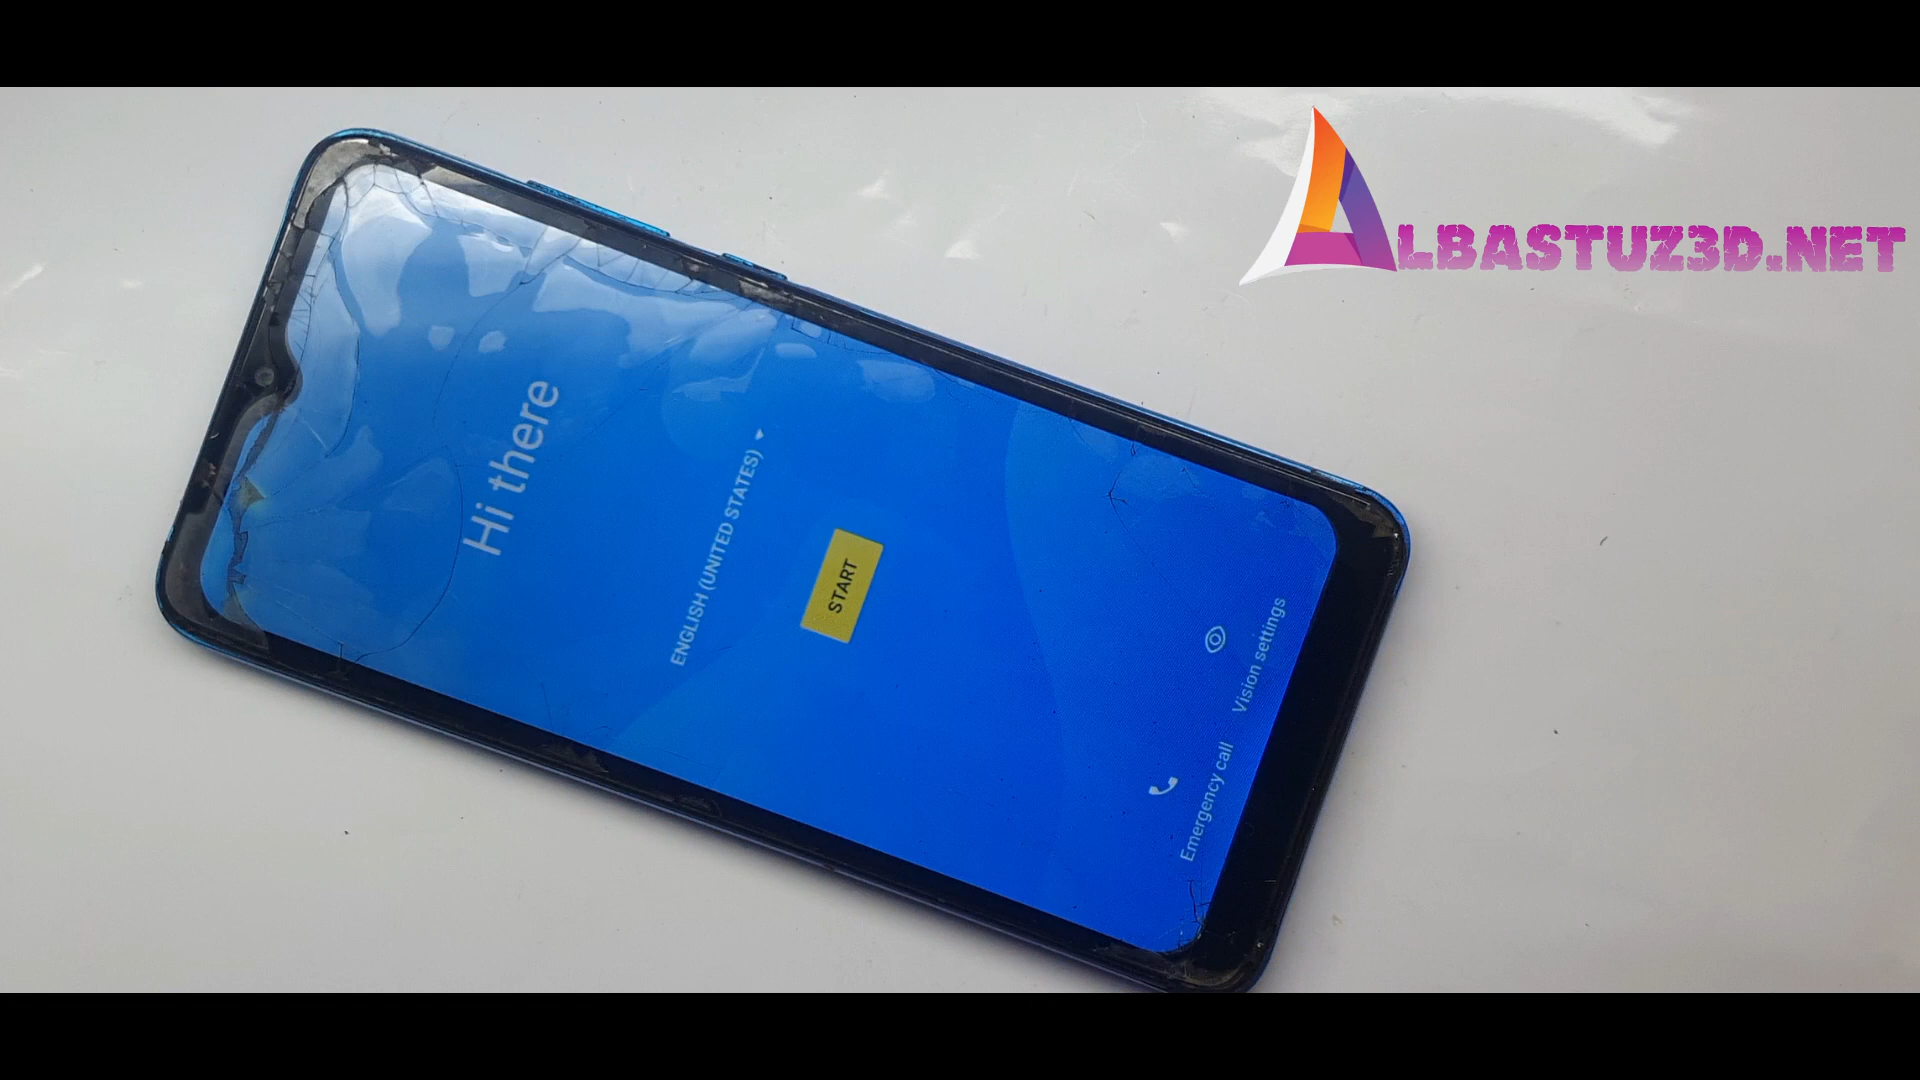 ALBASTUZ3D.NET
Hi there
ENGLISH (UNITED STATES)
START
Vision settings
Emergency call